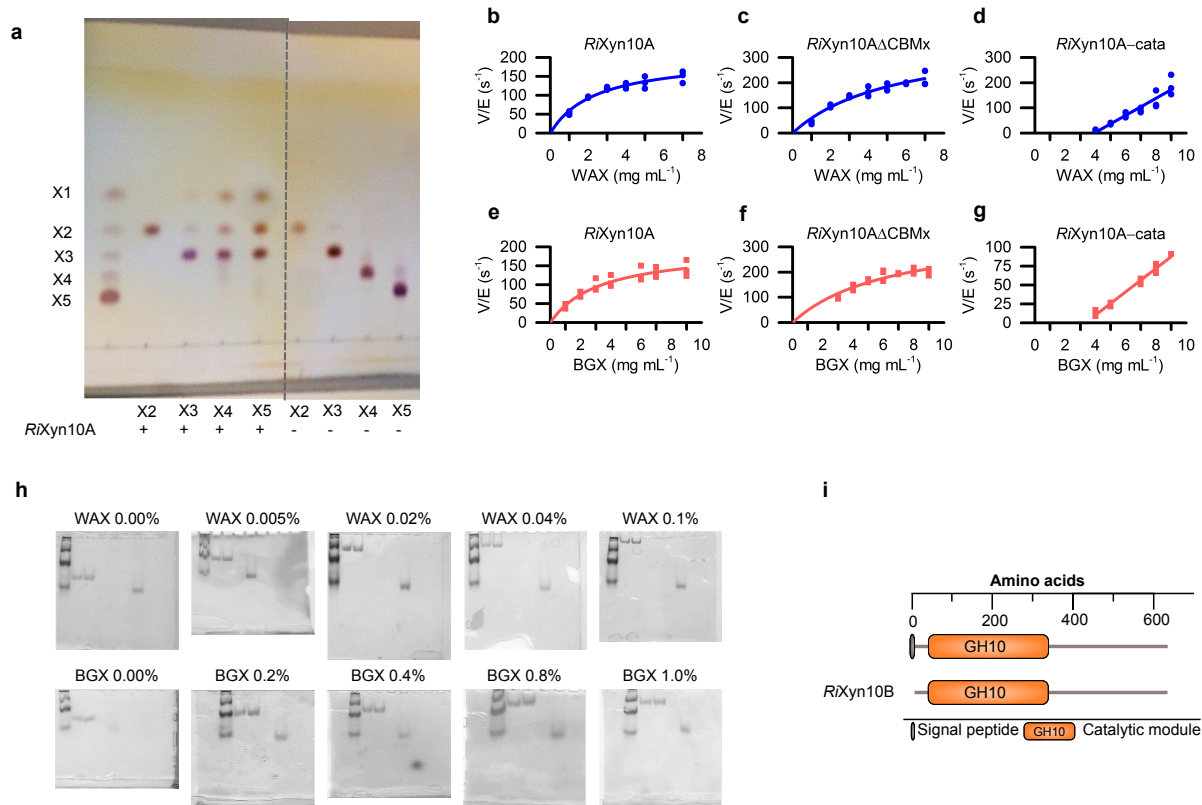 a
X1
X2
X3
X4
X5
X2 X3 X4 X5 X2 X3 X4 X5
RiXyn10A + + + + - - - -
b
RiXyn10A
V/E (s-1)
200
150
100
50
0
0 2 4 6 8
WAX (mg mL-1)
c
RiXyn10AΔCBMx
V/E (s-1)
300
200
100
0
0 2 4 6 8
WAX (mg mL-1)
d
RiXyn10A–cata
V/E (s-1)
300
200
100
0
0 2 4 6 8 10
WAX (mg mL-1)
e
RiXyn10A
V/E (s-1)
200
150
100
50
0
0 2 4 6 8 10
BGX (mg mL-1)
f
RiXyn10AΔCBMx
V/E (s-1)
300
200
100
0
0 2 4 6 8 10
BGX (mg mL-1)
g
RiXyn10A–cata
V/E (s-1)
100
75
50
25
0
0 2 4 6 8 10
BGX (mg mL-1)
h
WAX 0.00% WAX 0.005% WAX 0.02% WAX 0.04% WAX 0.1%
BGX 0.00% BGX 0.2% BGX 0.4% BGX 0.8% BGX 1.0%
i
Amino acids
0 200 400 600
GH10
RiXyn10B GH10
Signal peptide GH10 Catalytic module